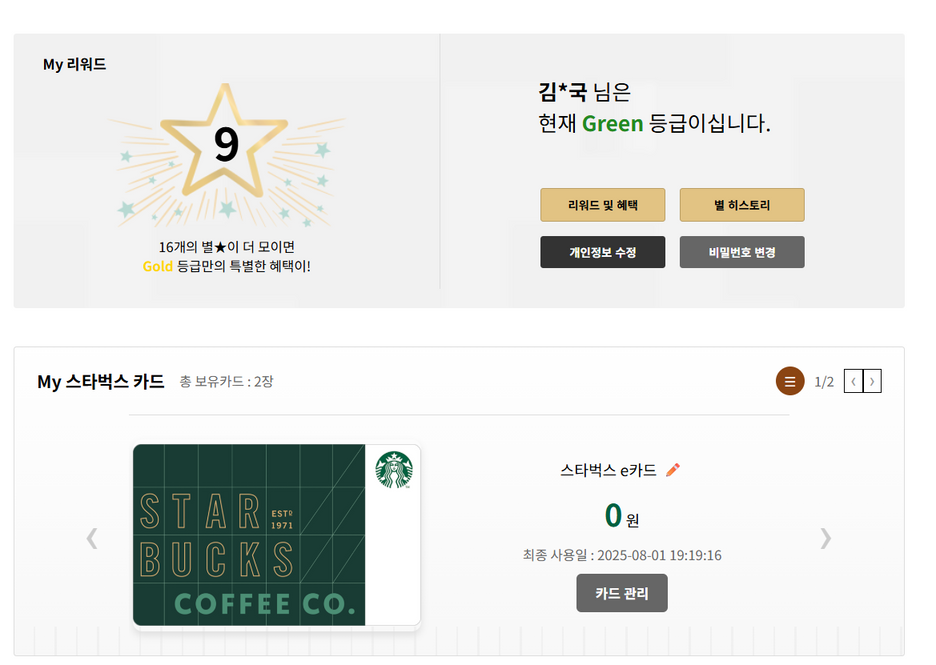 My 리워드
9
16개의 별★이 더 모이면
Gold 등급만의 특별한 혜택이!
김*국 님은
현재 Green 등급이십니다.
리워드 및 혜택 별 히스토리
개인정보 수정 비밀번호 변경
My 스타벅스 카드 총 보유카드 : 2장
1/2
STAR ESTD 1971
BUCKS
COFFEE CO.
스타벅스 e카드
0 원
최종 사용일 : 2025-08-01 19:19:16
카드 관리